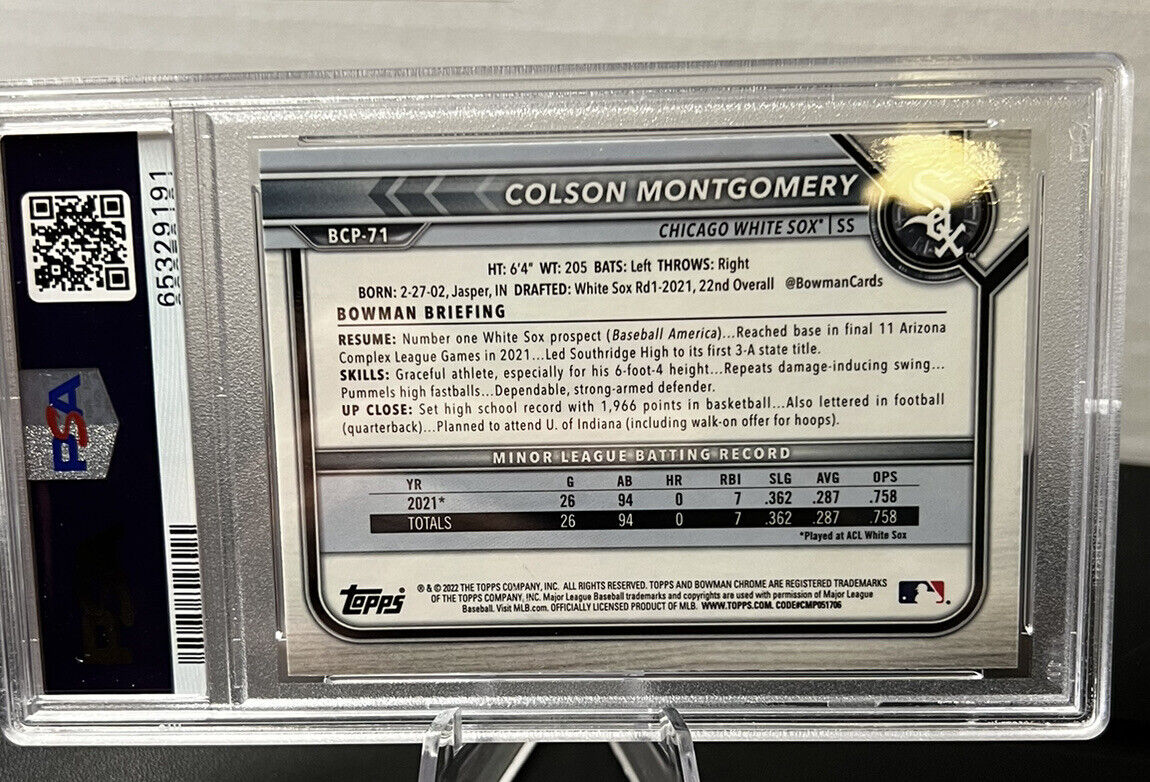 65329191
PSA
COLSON MONTGOMERY
BCP-71
CHICAGO WHITE SOX® | SS
Sox
HT: 6'4" WT: 205 BATS: Left THROWS: Right
BORN: 2-27-02, Jasper, IN DRAFTED: White Sox Rd1-2021, 22nd Overall @BowmanCards
BOWMAN BRIEFING
RESUME: Number one White Sox prospect (Baseball America)...Reached base in final 11 Arizona
Complex League Games in 2021...Led Southridge High to its first 3-A state title.
SKILLS: Graceful athlete, especially for his 6-foot-4 height...Repeats damage-inducing swing...
Pummels high fastballs...Dependable, strong-armed defender.
UP CLOSE: Set high school record with 1,966 points in basketball...Also lettered in football
(quarterback)...Planned to attend U. of Indiana (including walk-on offer for hoops).
MINOR LEAGUE BATTING RECORD
YR G AB HR RBI SLG AVG OPS
2021* 26 94 0 7 .362 .287 .758
TOTALS 26 94 0 7 .362 .287 .758
*Played at ACL White Sox
Topps
® & © 2022 THE TOPPS COMPANY, INC. ALL RIGHTS RESERVED. TOPPS AND BOWMAN CHROME ARE REGISTERED TRADEMARKS
OF THE TOPPS COMPANY, INC. Major League Baseball trademarks and copyrights are used with permission of Major League
Baseball. Visit MLB.com. OFFICIALLY LICENSED PRODUCT OF MLB. WWW.TOPPS.COM. CODE#CMP051706